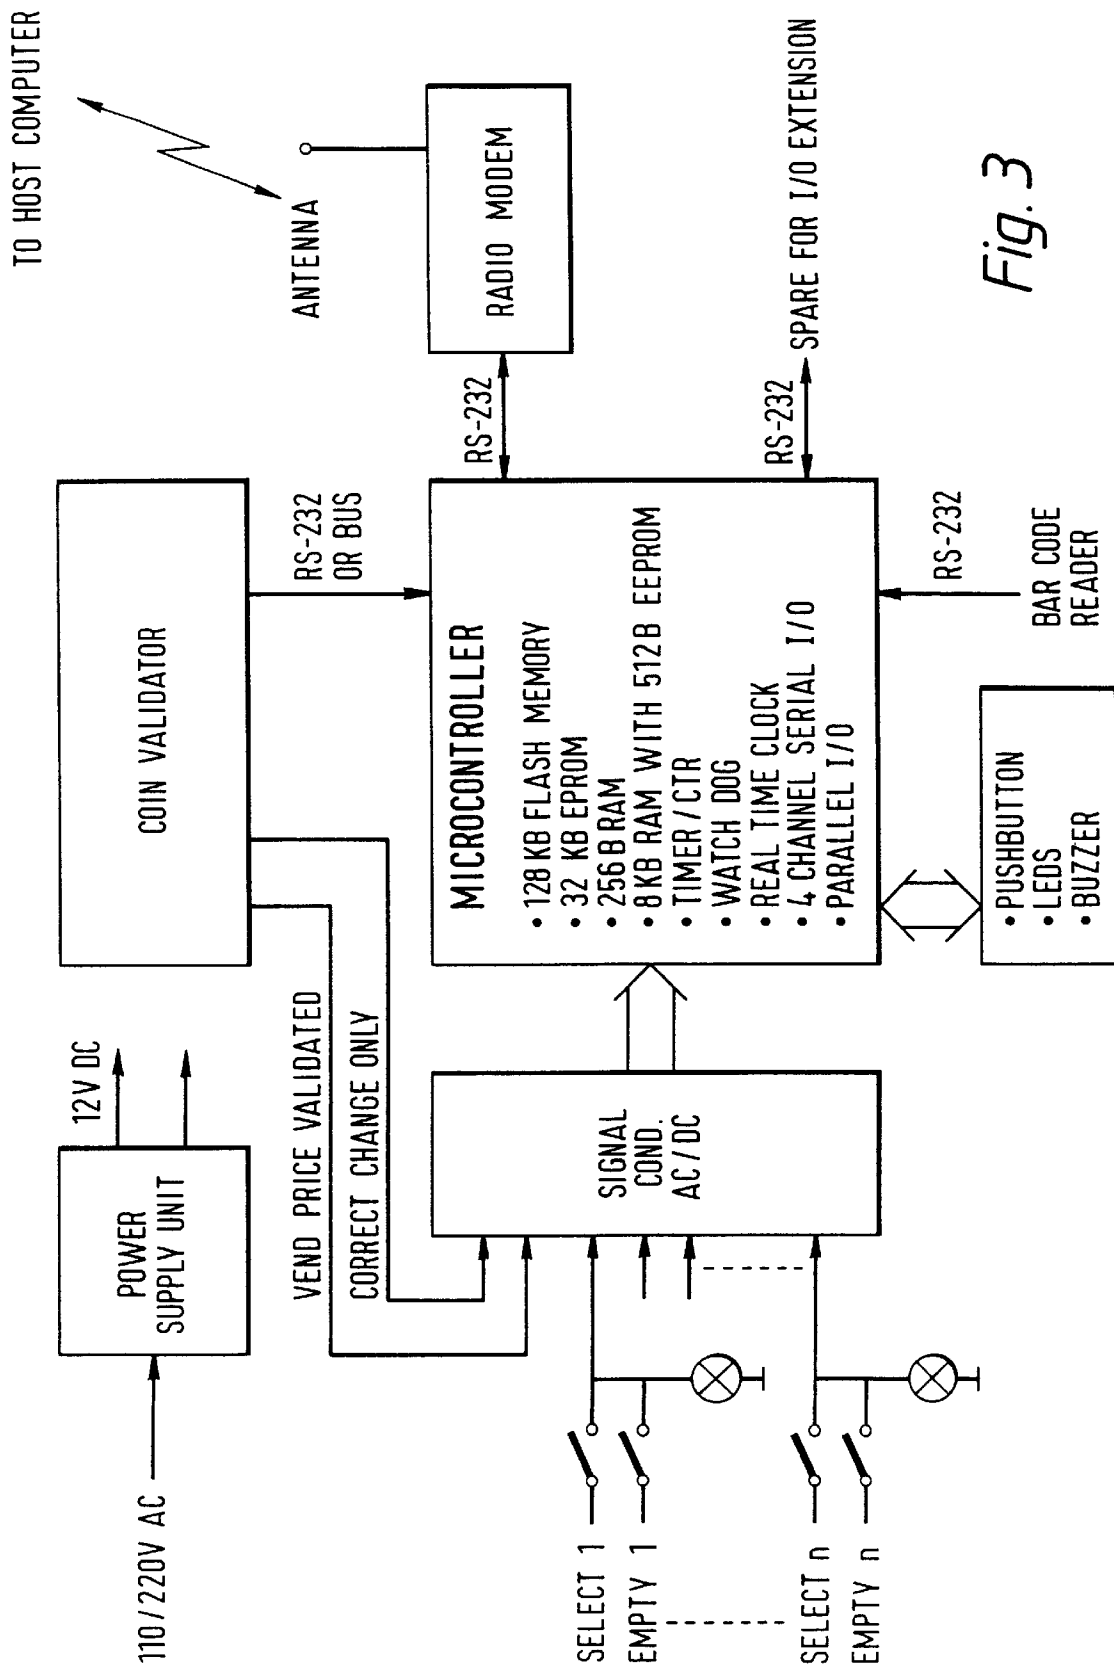 TO HOST COMPUTER
110/220V AC
POWER
SUPPLY UNIT
12V DC
COIN VALIDATOR
ANTENNA
VEND PRICE VALIDATED
CORRECT CHANGE ONLY
RS-232
OR BUS
RADIO MODEM
RS-232
SELECT 1
EMPTY 1
SELECT n
EMPTY n
SIGNAL
COND.
AC/DC
MICROCONTROLLER
• 128 KB FLASH MEMORY
• 32 KB EPROM
• 256 B RAM
• 8 KB RAM WITH 512 B EEPROM
• TIMER/CTR
• WATCH DOG
• REAL TIME CLOCK
• 4 CHANNEL SERIAL I/O
• PARALLEL I/O
RS-232
SPARE FOR I/O EXTENSION
RS-232
BAR CODE
READER
• PUSHBUTTON
• LEDS
• BUZZER
Fig. 3